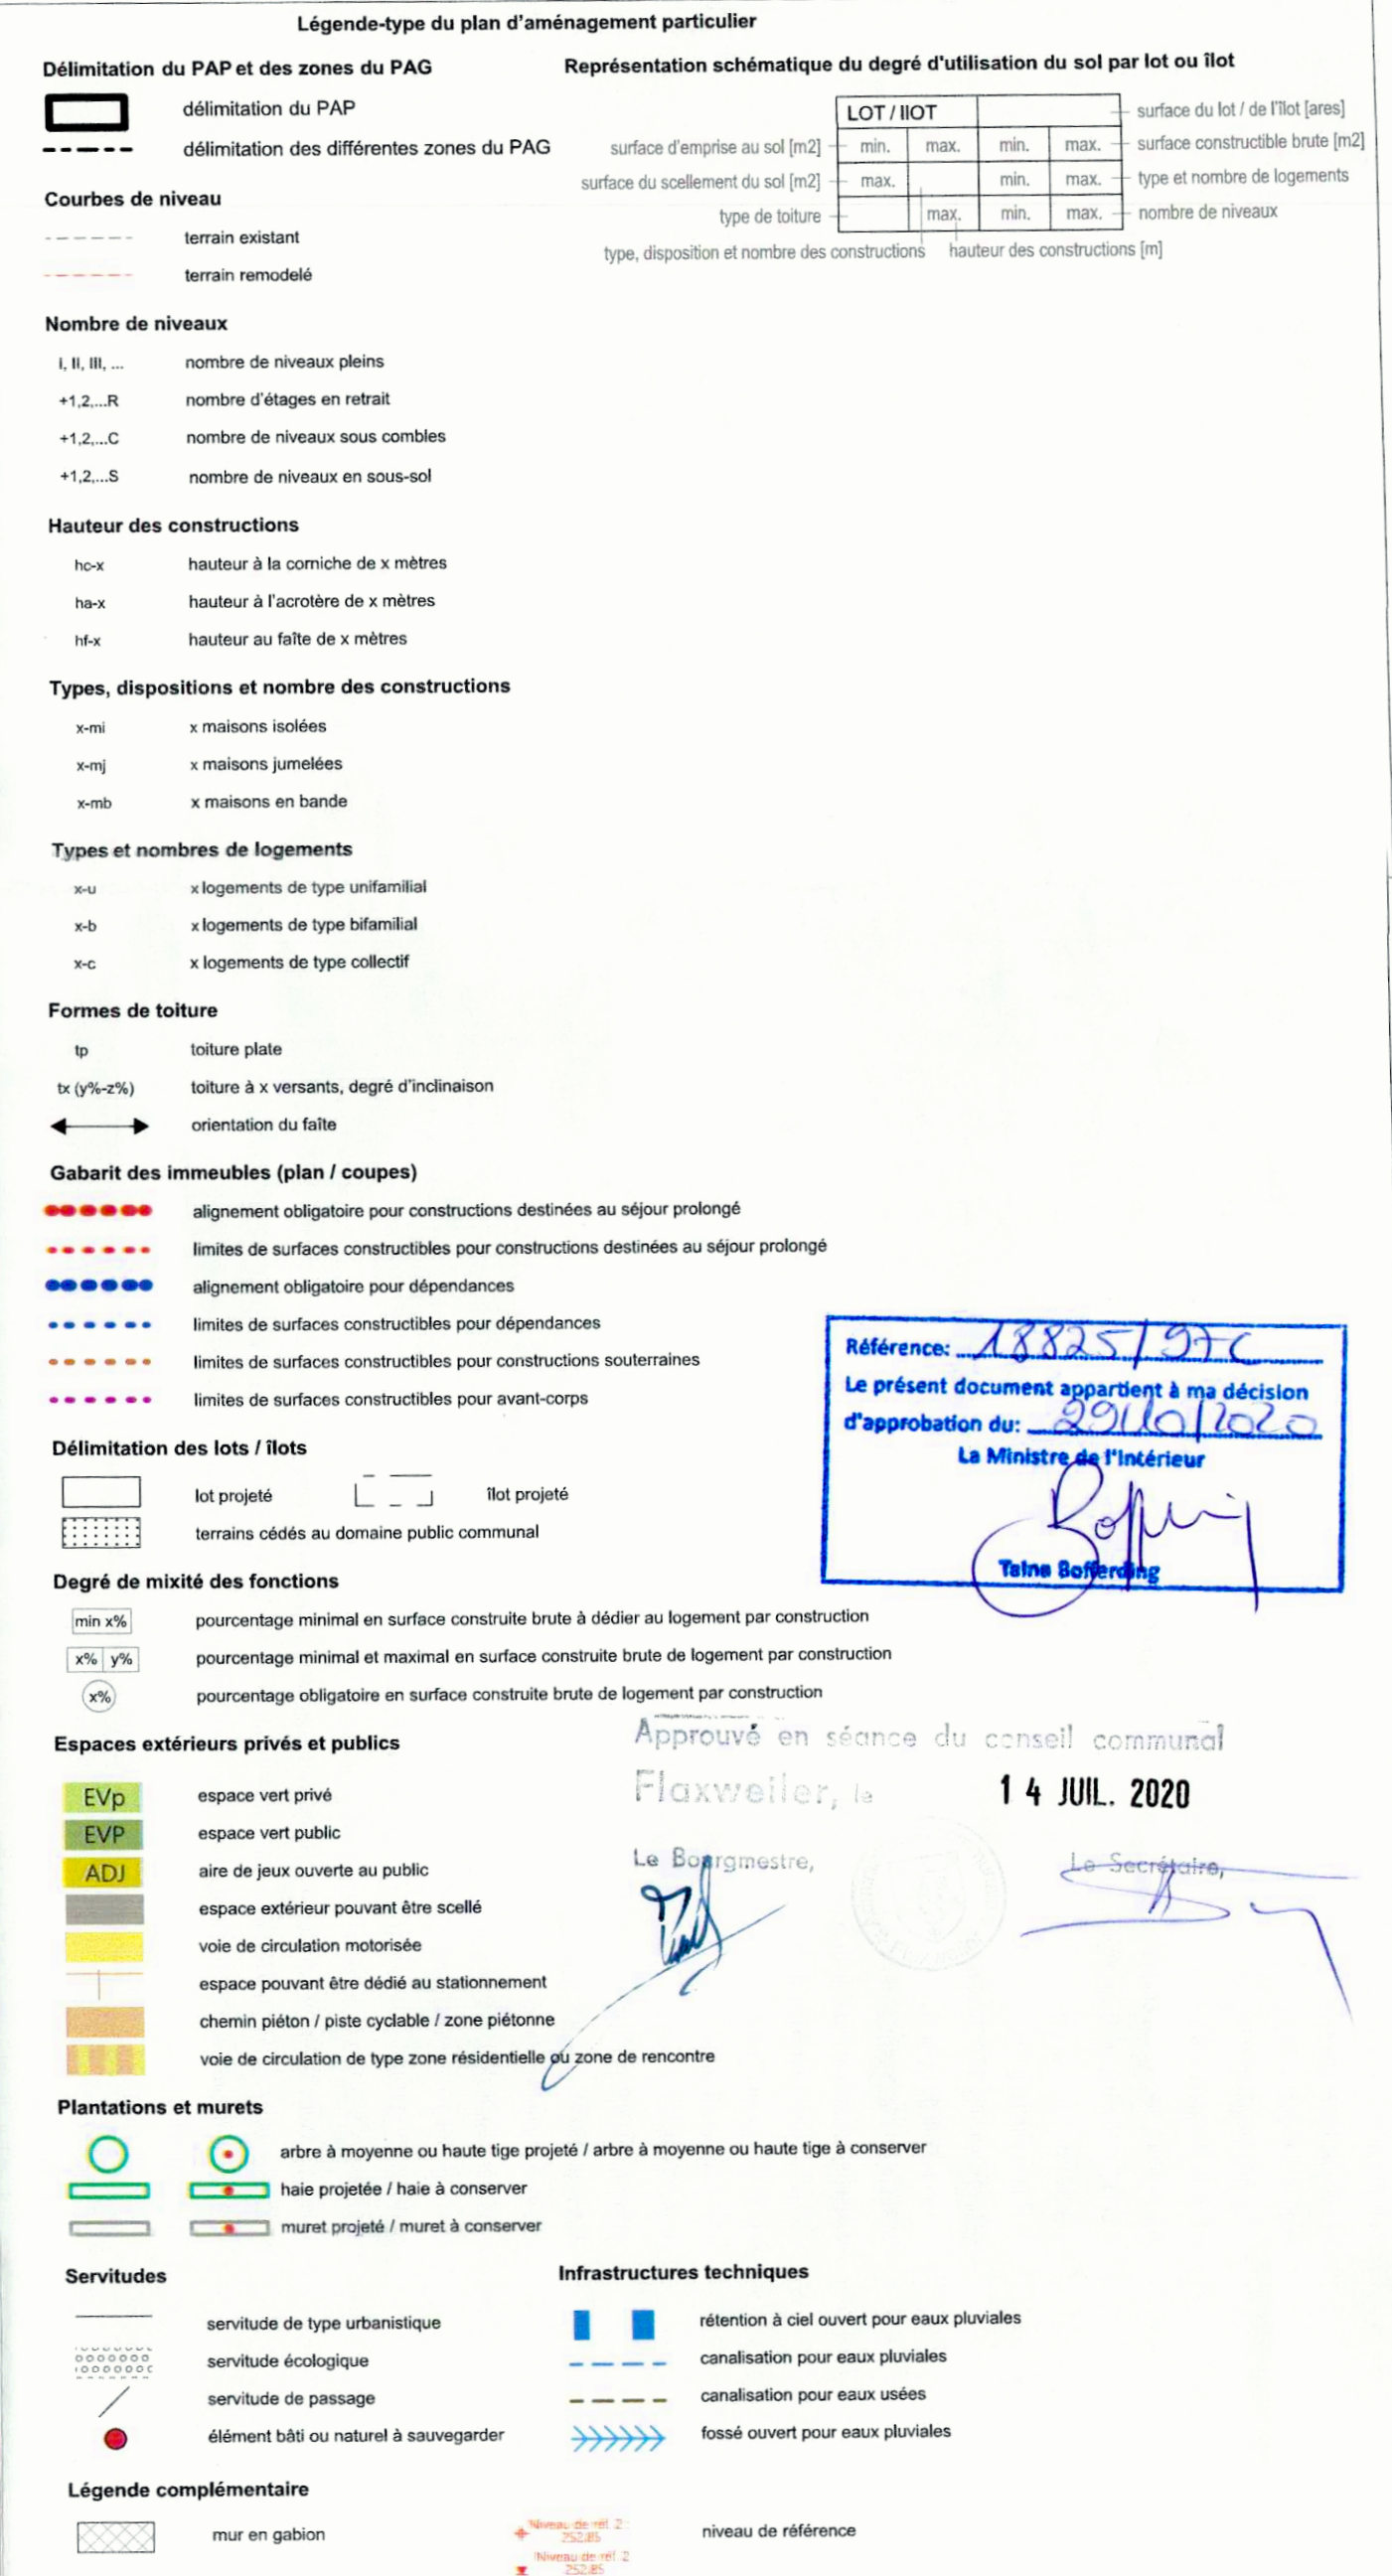 Légende-type du plan d'aménagement particulier
Délimitation du PAP et des zones du PAG
délimitation du PAP
délimitation des différentes zones du PAG
Représentation schématique du degré d'utilisation du sol par lot ou îlot
LOT / IlOT
surface du lot / de l'îlot [ares]
surface d'emprise au sol [m2] min. max. min. max. surface constructible brute [m2]
surface du scellement du sol [m2] max. min. max. type et nombre de logements
type de toiture max. min. max. nombre de niveaux
type, disposition et nombre des constructions hauteur des constructions [m]
Courbes de niveau
terrain existant
terrain remodelé
Nombre de niveaux
I, II, III, ... nombre de niveaux pleins
+1,2,...R nombre d'étages en retrait
+1,2,...C nombre de niveaux sous combles
+1,2,...S nombre de niveaux en sous-sol
Hauteur des constructions
hc-x hauteur à la corniche de x mètres
ha-x hauteur à l'acrotère de x mètres
hf-x hauteur au faîte de x mètres
Types, dispositions et nombre des constructions
x-mi x maisons isolées
x-mj x maisons jumelées
x-mb x maisons en bande
Types et nombres de logements
x-u x logements de type unifamilial
x-b x logements de type bifamilial
x-c x logements de type collectif
Formes de toiture
tp toiture plate
tx (y%-z%) toiture à x versants, degré d'inclinaison
orientation du faîte
Gabarit des immeubles (plan / coupes)
alignement obligatoire pour constructions destinées au séjour prolongé
limites de surfaces constructibles pour constructions destinées au séjour prolongé
alignement obligatoire pour dépendances
limites de surfaces constructibles pour dépendances
limites de surfaces constructibles pour constructions souterraines
limites de surfaces constructibles pour avant-corps
Référence: 18825/97C
Le présent document appartient à ma décision
d'approbation du: 29/10/2020
La Ministre de l'Intérieur
Taina Bofferding
Délimitation des lots / îlots
lot projeté îlot projeté
terrains cédés au domaine public communal
Degré de mixité des fonctions
min x% pourcentage minimal en surface construite brute à dédier au logement par construction
x% y% pourcentage minimal et maximal en surface construite brute de logement par construction
x% pourcentage obligatoire en surface construite brute de logement par construction
Approuvé en séance du conseil communal
Flaxweiler, le 14 JUIL. 2020
Le Bourgmestre, Le Secrétaire,
Espaces extérieurs privés et publics
EVp espace vert privé
EVP espace vert public
ADJ aire de jeux ouverte au public
espace extérieur pouvant être scellé
voie de circulation motorisée
espace pouvant être dédié au stationnement
chemin piéton / piste cyclable / zone piétonne
voie de circulation de type zone résidentielle ou zone de rencontre
Plantations et murets
arbre à moyenne ou haute tige projeté / arbre à moyenne ou haute tige à conserver
haie projetée / haie à conserver
muret projeté / muret à conserver
Servitudes
servitude de type urbanistique
servitude écologique
servitude de passage
élément bâti ou naturel à sauvegarder
Infrastructures techniques
rétention à ciel ouvert pour eaux pluviales
canalisation pour eaux pluviales
canalisation pour eaux usées
fossé ouvert pour eaux pluviales
Légende complémentaire
mur en gabion
Niveau de réf. 2 :
252.85
Niveau de réf. 2
252.85
niveau de référence